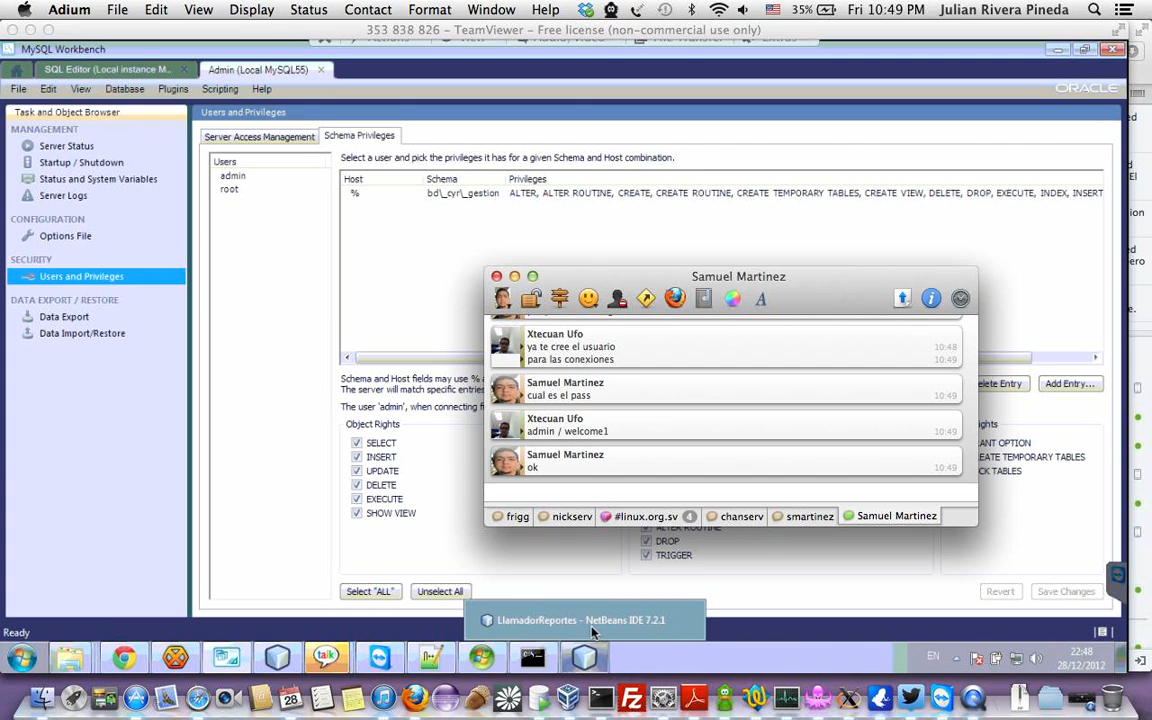 Adium File Edit View Display Status Contact Format Window Help 35% Fri 10:49 PM Julian Rivera Pineda
353 838 826 - TeamViewer - Free license (non-commercial use only)
MySQL Workbench
SQL Editor (Local instance M... Admin (Local MySQL55)
File Edit View Database Plugins Scripting Help ORACLE
Task and Object Browser
Users and Privileges
MANAGEMENT
Server Status
Startup / Shutdown
Status and System Variables
Server Logs
CONFIGURATION
Options File
SECURITY
Users and Privileges
DATA EXPORT / RESTORE
Data Export
Data Import/Restore
Server Access Management Schema Privileges
Users
admin
root
Select a user and pick the privileges it has for a given Schema and Host combination.
Host Schema Privileges
% bd\_cyr\_gestion ALTER, ALTER ROUTINE, CREATE, CREATE ROUTINE, CREATE TEMPORARY TABLES, CREATE VIEW, DELETE, DROP, EXECUTE, INDEX, INSERT
Schema and Host fields may use %
The server will match specific entries
The user 'admin', when connecting
elete Entry Add Entry...
Object Rights
SELECT
INSERT
UPDATE
DELETE
EXECUTE
SHOW VIEW
DROP
TRIGGER
ights
ANT OPTION
EATE TEMPORARY TABLES
CK TABLES
Select "ALL" Unselect All
Revert Save Changes
Samuel Martinez
Xtecuan Ufo
ya te cree el usuario 10:48
para las conexiones 10:49
Samuel Martinez
cual es el pass 10:49
Xtecuan Ufo
admin / welcome1 10:49
Samuel Martinez
ok 10:49
frigg nickserv #linux.org.sv 4 chanserv smartinez Samuel Martinez
LlamadorReportes - NetBeans IDE 7.2.1
Ready
talk
EN
22:48
28/12/2012